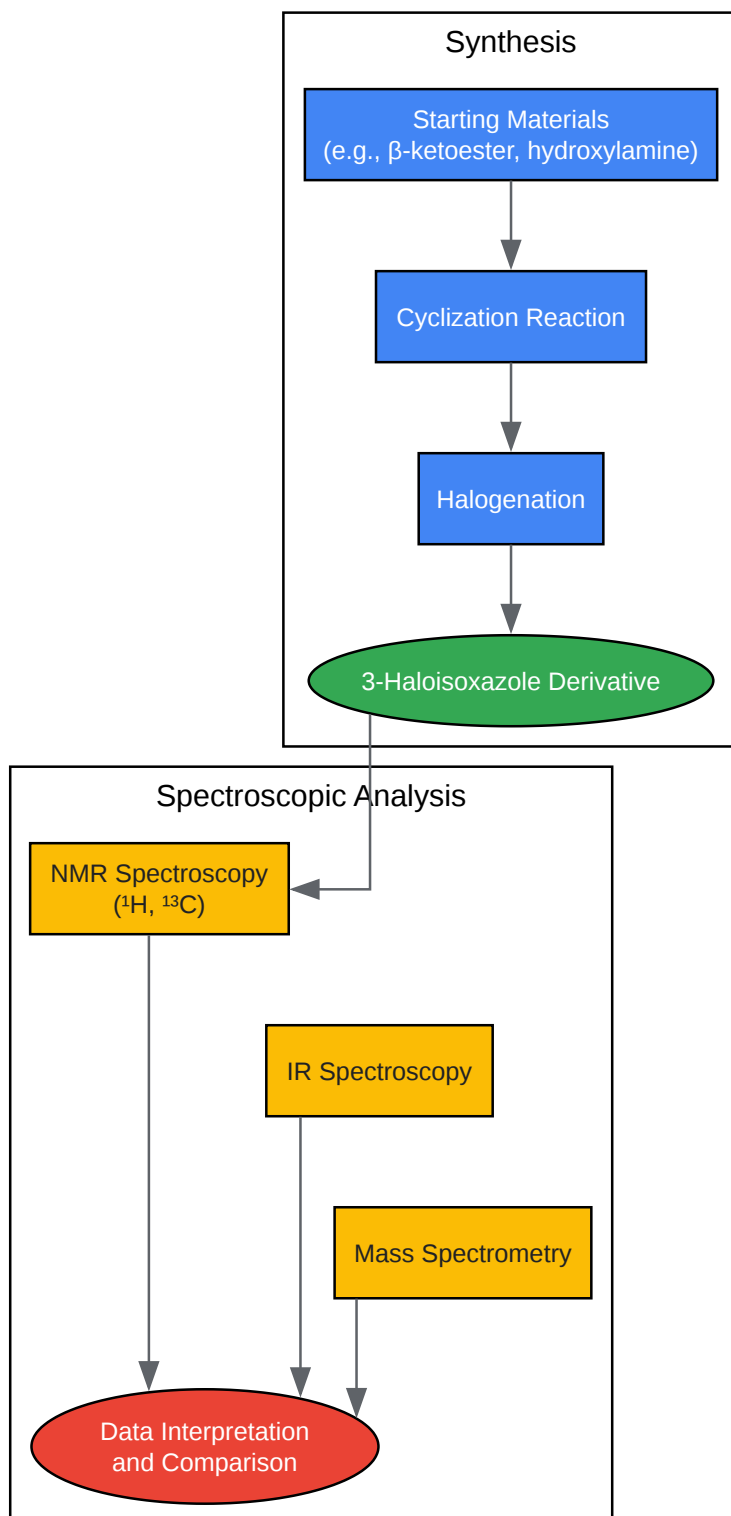 Synthesis
Starting Materials
(e.g., β-ketoester, hydroxylamine)
Cyclization Reaction
Halogenation
3-Haloisoxazole Derivative
Spectroscopic Analysis
NMR Spectroscopy
(¹H, ¹³C)
IR Spectroscopy
Mass Spectrometry
Data Interpretation
and Comparison